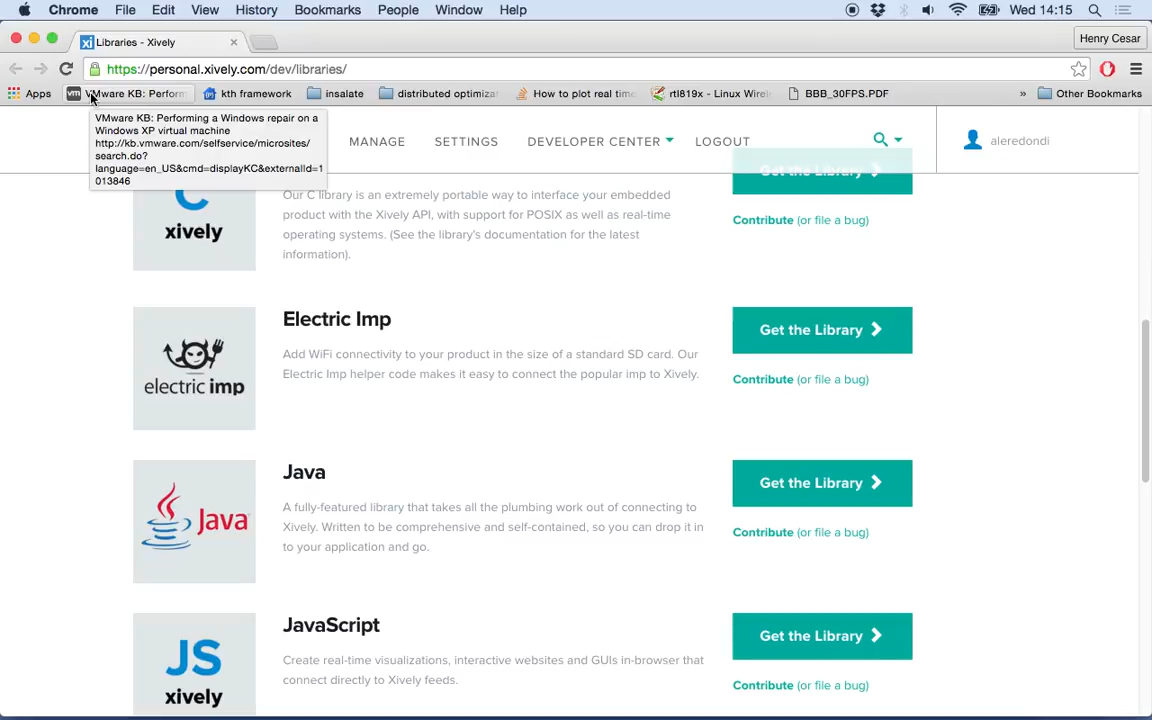 Chrome File Edit View History Bookmarks People Window Help Wed 14:15
xi Libraries - Xively Henry Cesar
https://personal.xively.com/dev/libraries/
Apps vm VMware KB: Perform kth framework insalate distributed optimiza How to plot real time rtl819x - Linux Wire BBB_30FPS.PDF » Other Bookmarks
VMware KB: Performing a Windows repair on a
Windows XP virtual machine
http://kb.vmware.com/selfservice/microsites/
search.do?
language=en_US&cmd=displayKC&externalId=1
013846
MANAGE SETTINGS DEVELOPER CENTER LOGOUT aleredondi
Get the Library
C
xively
Our C library is an extremely portable way to interface your embedded
product with the Xively API, with support for POSIX as well as real-time
operating systems. (See the library's documentation for the latest
information).
Contribute (or file a bug)
electric imp
Electric Imp
Add WiFi connectivity to your product in the size of a standard SD card. Our
Electric Imp helper code makes it easy to connect the popular imp to Xively.
Get the Library
Contribute (or file a bug)
Java
Java
A fully-featured library that takes all the plumbing work out of connecting to
Xively. Written to be comprehensive and self-contained, so you can drop it in
to your application and go.
Get the Library
Contribute (or file a bug)
JS
xively
JavaScript
Create real-time visualizations, interactive websites and GUIs in-browser that
connect directly to Xively feeds.
Get the Library
Contribute (or file a bug)